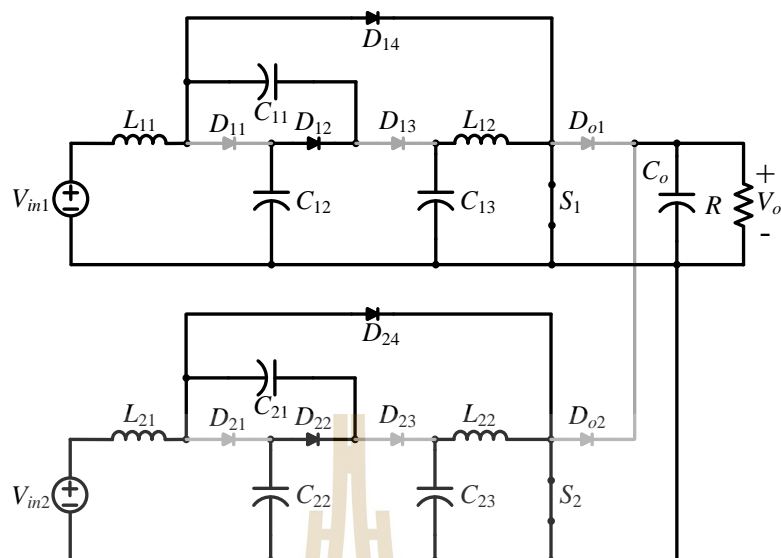 D14
C11
L11 D11 D12 D13 L12 Do1
Vin1 + - C12 C13 S1 Co R + Vo -
D24
C21
L21 D21 D22 D23 L22 Do2
Vin2 + - C22 C23 S2